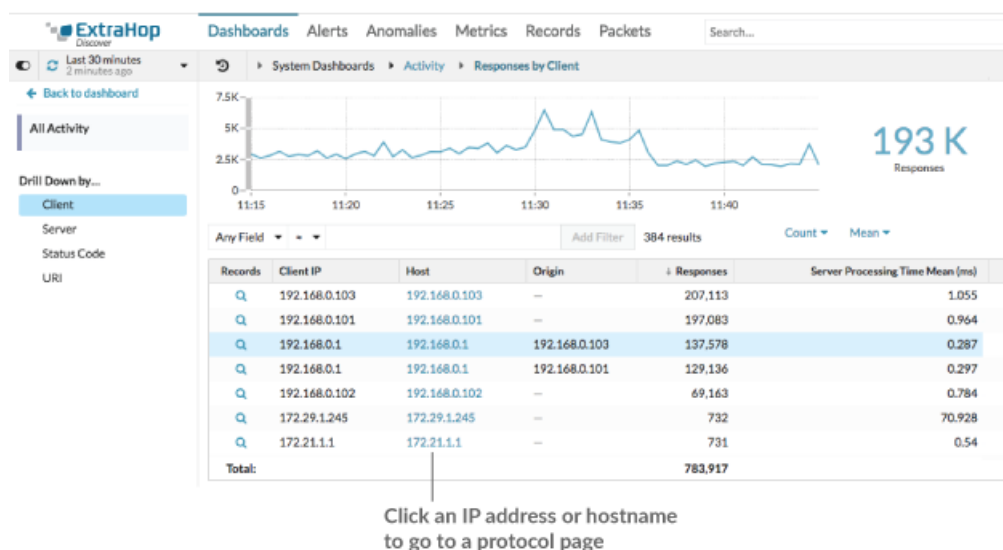 ExtraHop
Discover
Dashboards Alerts Anomalies Metrics Records Packets Search...
Last 30 minutes
2 minutes ago
System Dashboards Activity Responses by Client
Back to dashboard
All Activity
Drill Down by...
Client
Server
Status Code
URI
7.5K
5K
2.5K
0
11:15 11:20 11:25 11:30 11:35 11:40
193 K
Responses
Any Field = Add Filter 384 results Count Mean
Records Client IP Host Origin ↓ Responses Server Processing Time Mean (ms)
192.168.0.103 192.168.0.103 — 207,113 1.055
192.168.0.101 192.168.0.101 — 197,083 0.964
192.168.0.1 192.168.0.1 192.168.0.103 137,578 0.287
192.168.0.1 192.168.0.1 192.168.0.101 129,136 0.297
192.168.0.102 192.168.0.102 — 69,163 0.784
172.29.1.245 172.29.1.245 — 732 70.928
172.21.1.1 172.21.1.1 — 731 0.54
Total: 783,917
Click an IP address or hostname
to go to a protocol page